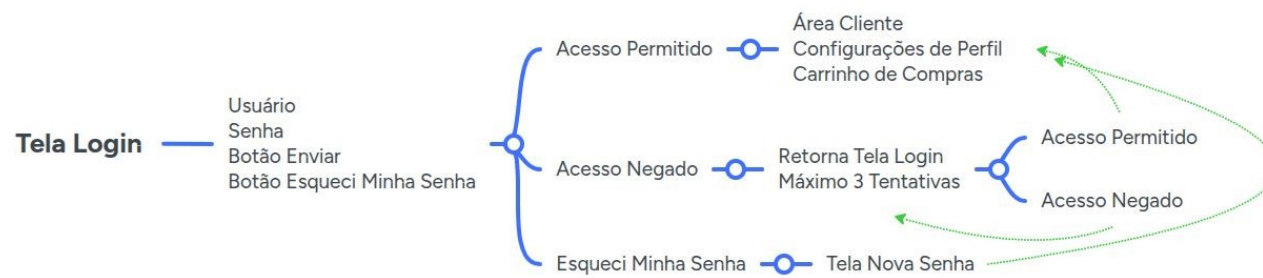 Tela Login
Usuário
Senha
Botão Enviar
Botão Esqueci Minha Senha
Acesso Permitido
Área Cliente
Configurações de Perfil
Carrinho de Compras
Acesso Negado
Retorna Tela Login
Máximo 3 Tentativas
Acesso Permitido
Acesso Negado
Esqueci Minha Senha
Tela Nova Senha